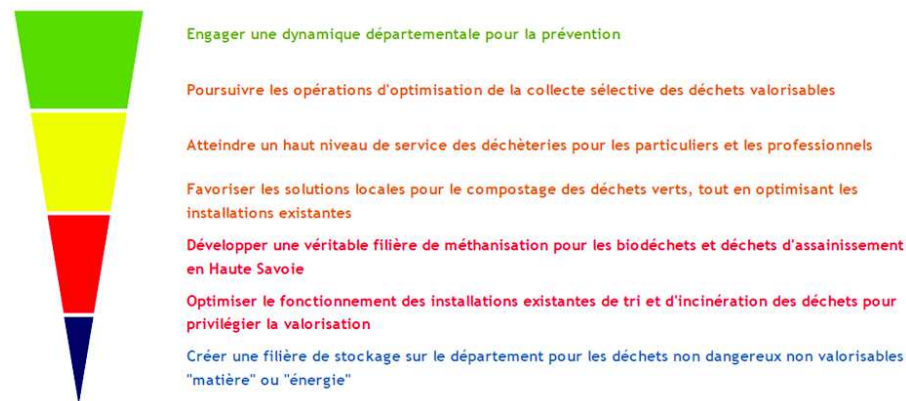 Engager une dynamique départementale pour la prévention
Poursuivre les opérations d'optimisation de la collecte sélective des déchets valorisables
Atteindre un haut niveau de service des déchèteries pour les particuliers et les professionnels
Favoriser les solutions locales pour le compostage des déchets verts, tout en optimisant les
installations existantes
Développer une véritable filière de méthanisation pour les biodéchets et déchets d'assainissement
en Haute Savoie
Optimiser le fonctionnement des installations existantes de tri et d'incinération des déchets pour
privilégier la valorisation
Créer une filière de stockage sur le département pour les déchets non dangereux non valorisables
"matière" ou "énergie"